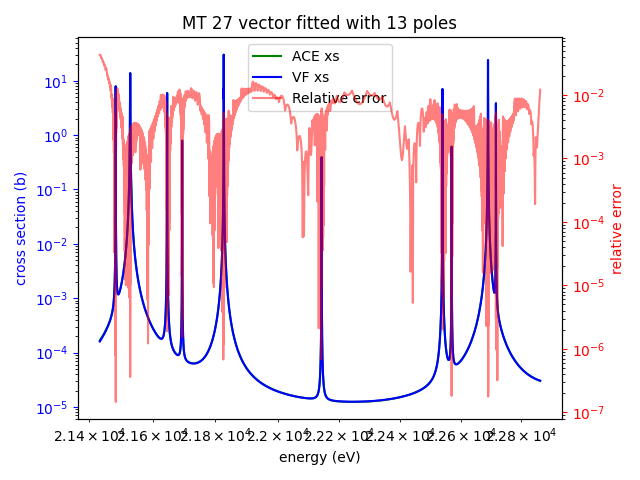 MT 27 vector fitted with 13 poles
ACE xs
VF xs
Relative error
cross section (b)
10¹
10⁰
10⁻¹
10⁻²
10⁻³
10⁻⁴
10⁻⁵
10⁻²
10⁻³
10⁻⁴
10⁻⁵
10⁻⁶
10⁻⁷
relative error
2.14 × 10⁴ 2.16 × 10⁴ 2.18 × 10⁴ 2.2 × 10⁴ 2.22 × 10⁴ 2.24 × 10⁴ 2.26 × 10⁴ 2.28 × 10⁴
energy (eV)